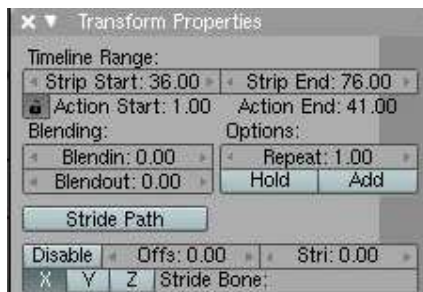 Transform Properties
Timeline Range:
Strip Start: 36.00 Strip End: 76.00
Action Start: 1.00 Action End: 41.00
Blending: Options:
Blendin: 0.00 Repeat: 1.00
Blendout: 0.00 Hold Add
Stride Path
Disable Offs: 0.00 Stri: 0.00
X Y Z Stride Bone: